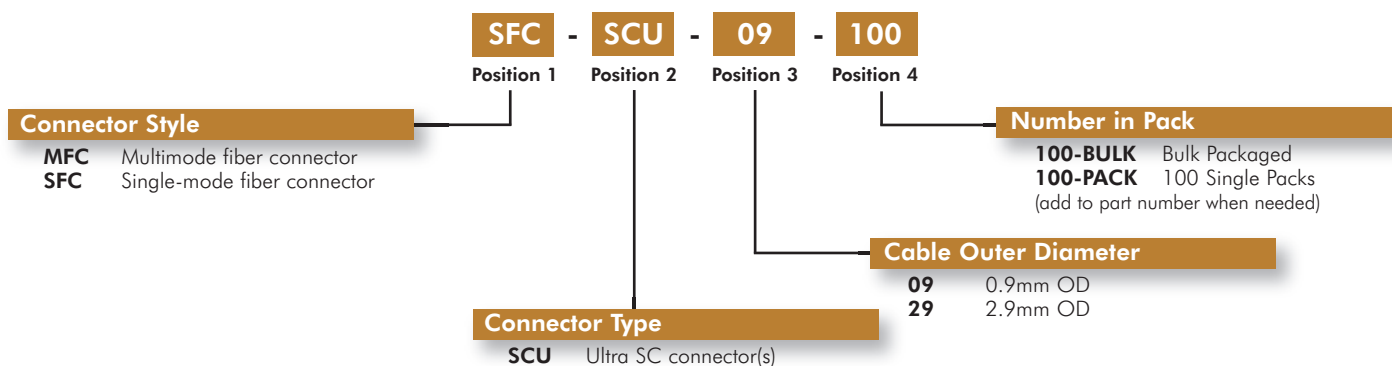 SFC - SCU - 09 - 100
Position 1 Position 2 Position 3 Position 4
Connector Style
MFC Multimode fiber connector
SFC Single-mode fiber connector
Number in Pack
100-BULK Bulk Packaged
100-PACK 100 Single Packs
(add to part number when needed)
Cable Outer Diameter
09 0.9mm OD
29 2.9mm OD
Connector Type
SCU Ultra SC connector(s)